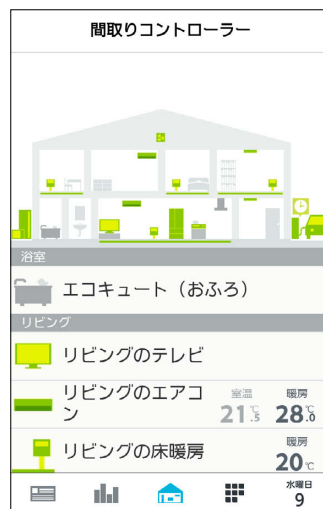 間取りコントローラー
浴室
エコキュート（おふろ）
リビング
リビングのテレビ
リビングのエアコ
ン
室温
21.5℃
暖房
28.0℃
リビングの床暖房
暖房
20℃
水曜日
9